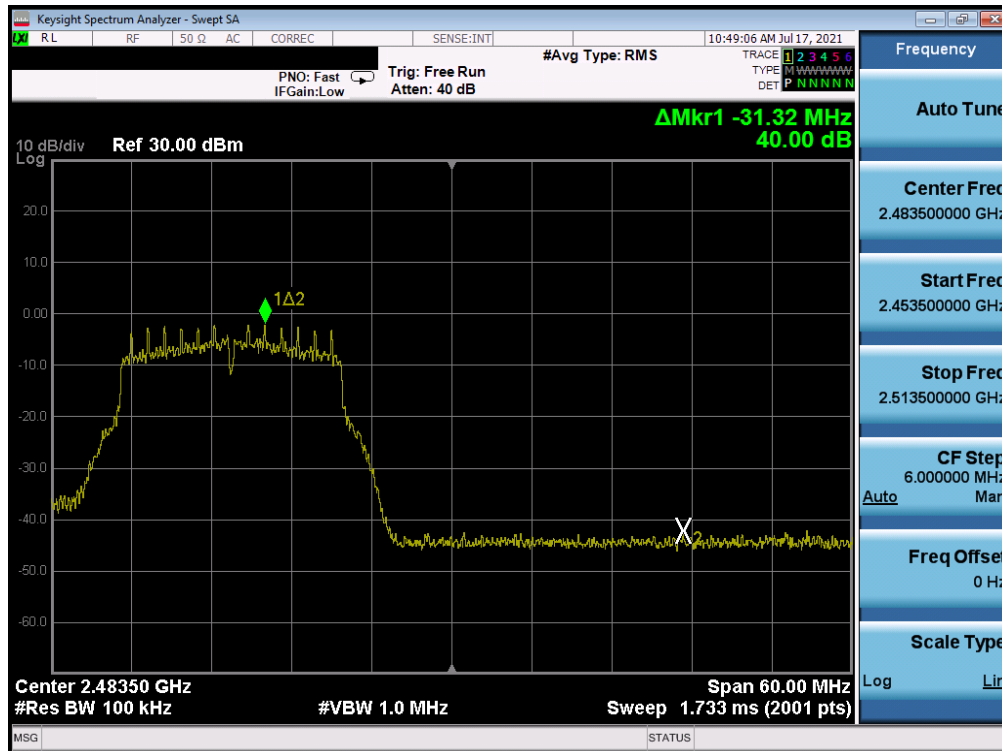 Keysight Spectrum Analyzer - Swept SA
LXI RL RF 50 Ω AC CORREC SENSE:INT 10:49:06 AM Jul 17, 2021
PNO: Fast
IFGain:Low
Trig: Free Run
Atten: 40 dB
#Avg Type: RMS
TRACE 1 2 3 4 5 6
TYPE M WWWWW
DET P N N N N N
ΔMkr1 -31.32 MHz
40.00 dB
10 dB/div Ref 30.00 dBm
Log
20.0
10.0
0.00
-10.0
-20.0
-30.0
-40.0
-50.0
-60.0
1Δ2
X2
Center 2.48350 GHz Span 60.00 MHz
#Res BW 100 kHz #VBW 1.0 MHz Sweep 1.733 ms (2001 pts)
MSG STATUS
Frequency
Auto Tune
Center Freq
2.483500000 GHz
Start Freq
2.453500000 GHz
Stop Freq
2.513500000 GHz
CF Step
6.000000 MHz
Auto Man
Freq Offset
0 Hz
Scale Type
Log Lin